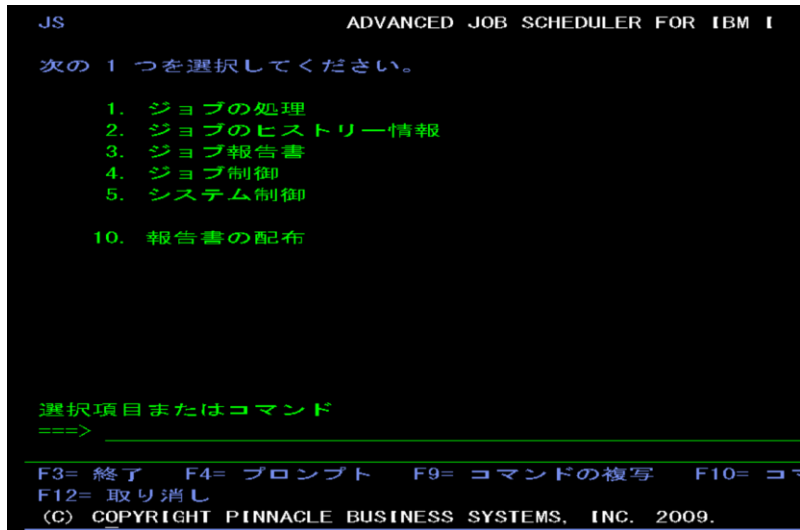 JS ADVANCED JOB SCHEDULER FOR IBM I
次の 1 つを選択してください。
1. ジョブの処理
2. ジョブのヒストリー情報
3. ジョブ報告書
4. ジョブ制御
5. システム制御
10. 報告書の配布
選択項目またはコマンド
===>
F3= 終了 F4= プロンプト F9= コマンドの複写 F10=
F12= 取り消し
(C) COPYRIGHT PINNACLE BUSINESS SYSTEMS, INC. 2009.